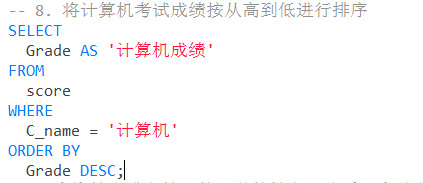 -- 8. 将计算机考试成绩按从高到低进行排序
SELECT
Grade AS '计算机成绩'
FROM
score
WHERE
C_name = '计算机'
ORDER BY
Grade DESC;